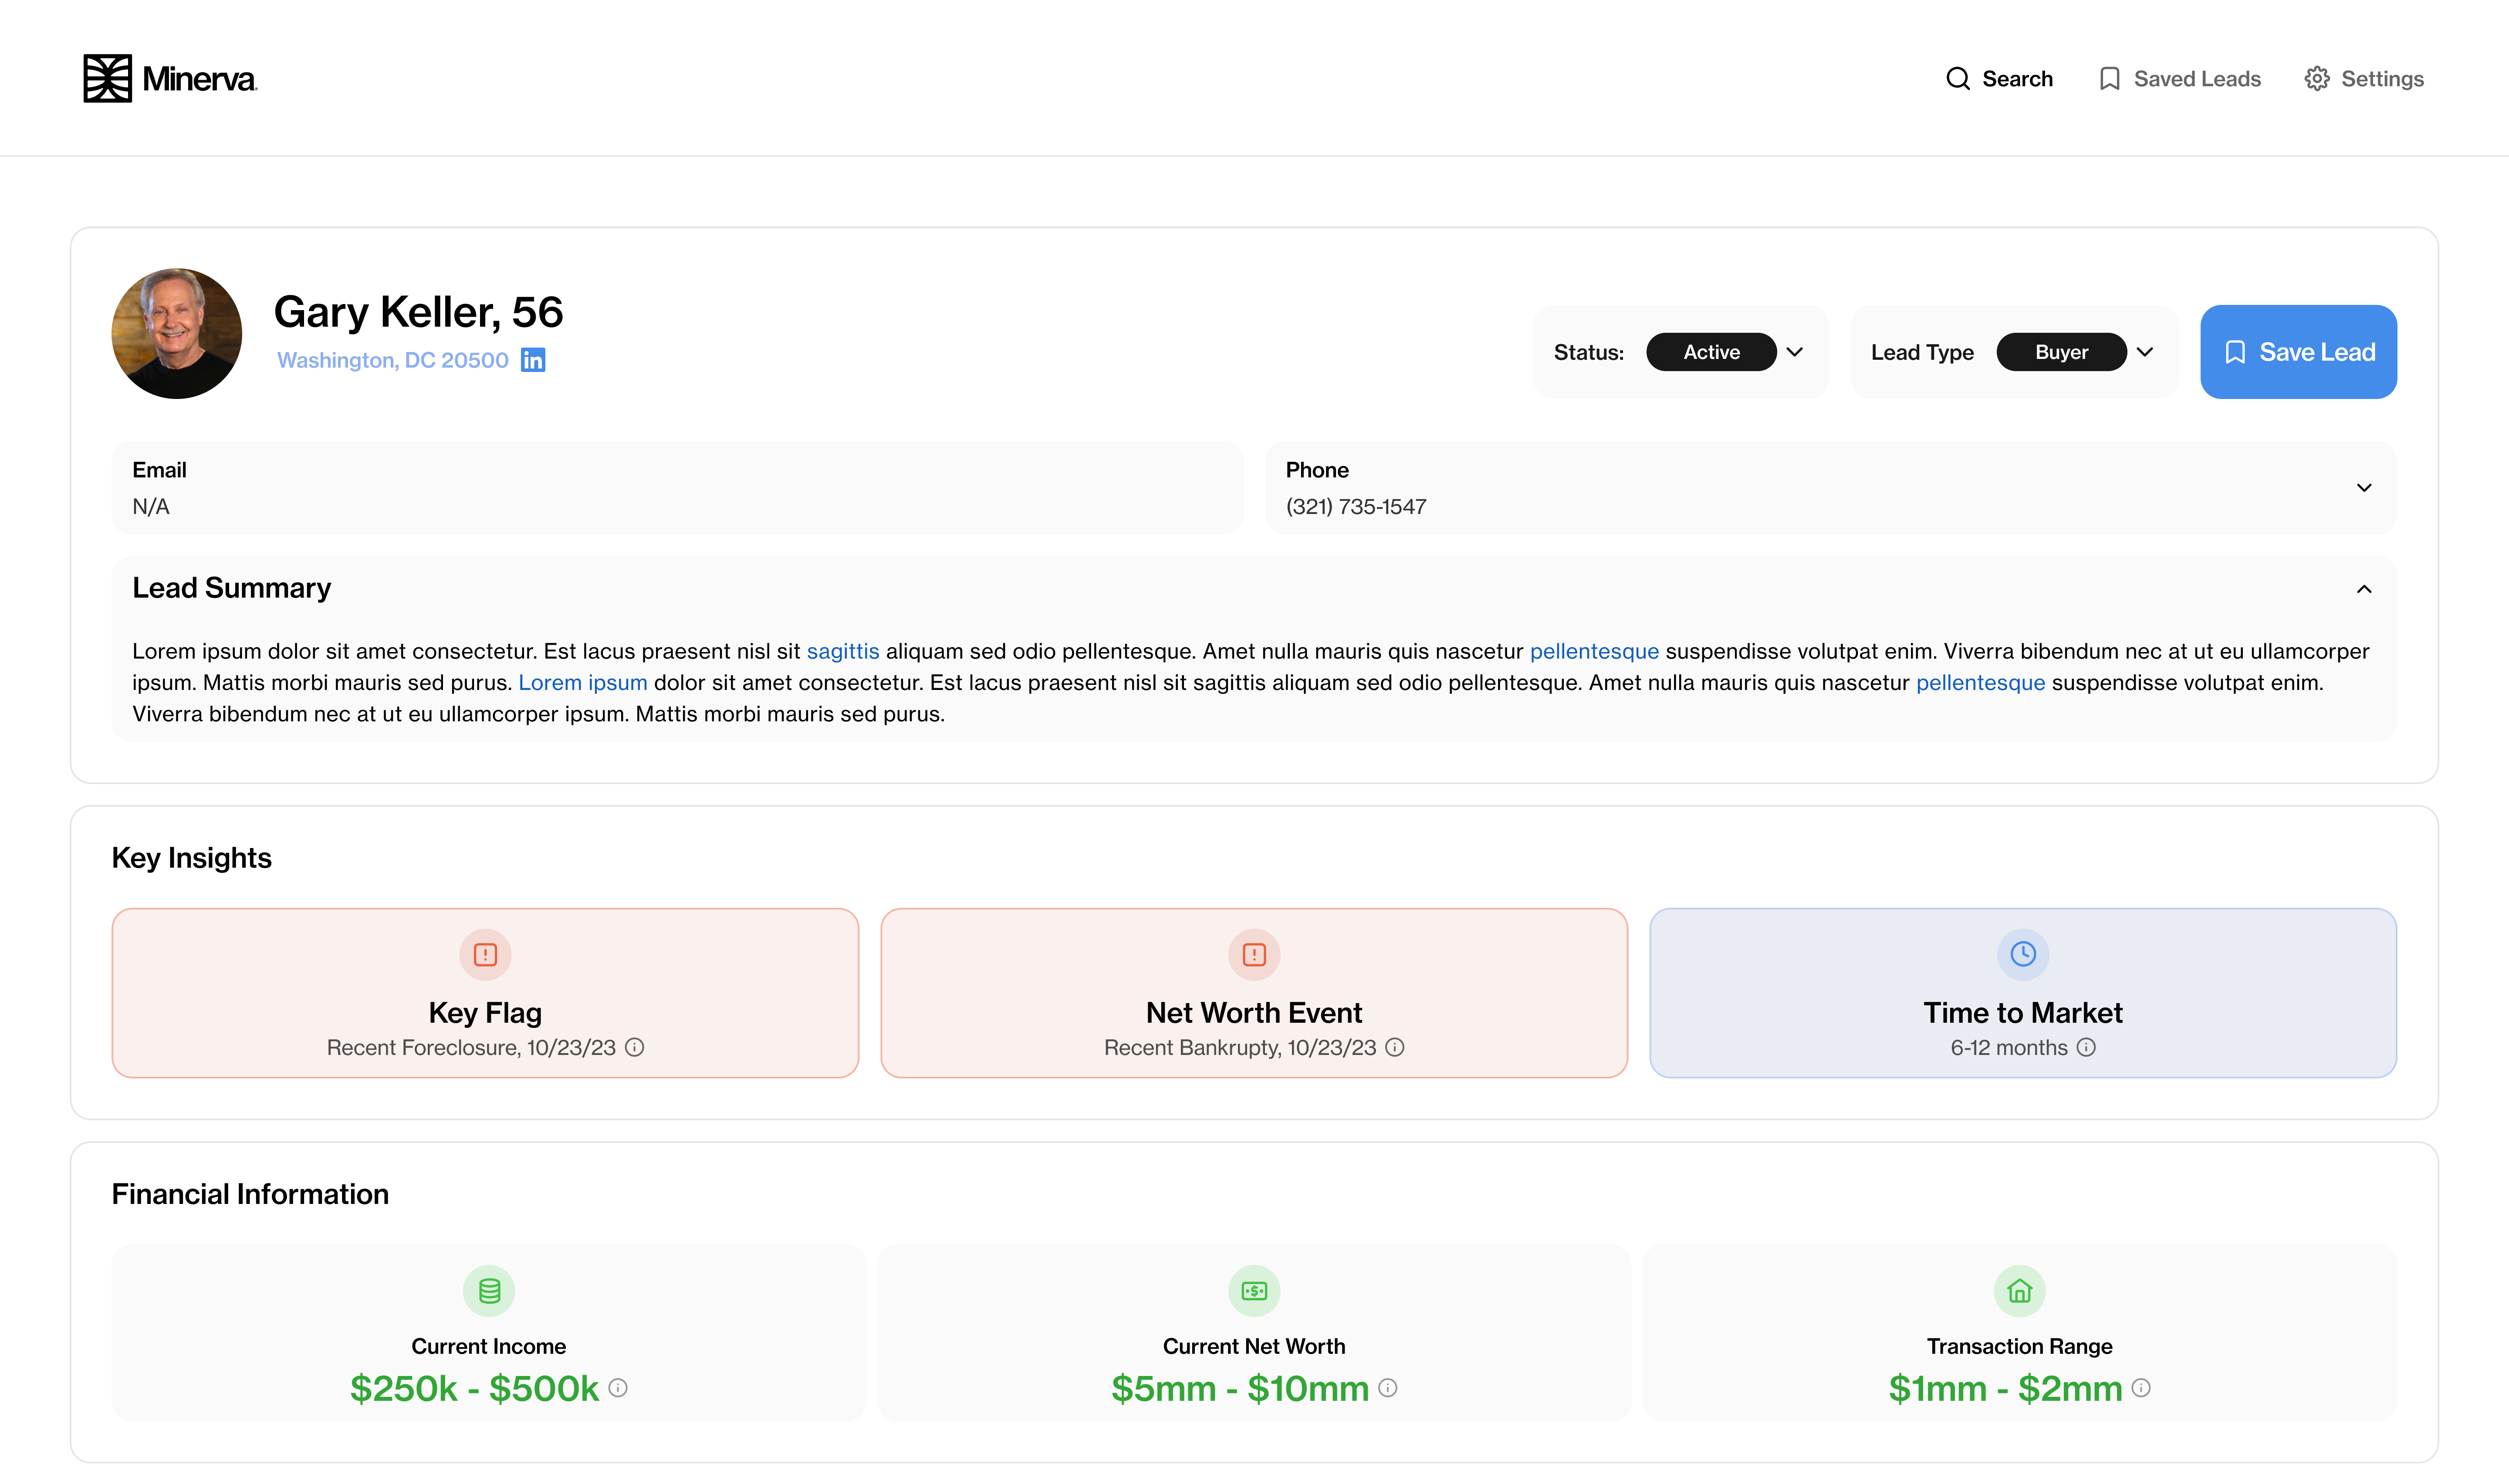 Minerva
Search
Saved Leads
Settings
Gary Keller, 56
Washington, DC 20500
in
Status:
Active
Lead Type
Buyer
Save Lead
Email
N/A
Phone
(321) 735-1547
Lead Summary
Lorem ipsum dolor sit amet consectetur. Est lacus praesent nisl sit sagittis aliquam sed odio pellentesque. Amet nulla mauris quis nascetur pellentesque suspendisse volutpat enim. Viverra bibendum nec at ut eu ullamcorper
ipsum. Mattis morbi mauris sed purus. Lorem ipsum dolor sit amet consectetur. Est lacus praesent nisl sit sagittis aliquam sed odio pellentesque. Amet nulla mauris quis nascetur pellentesque suspendisse volutpat enim.
Viverra bibendum nec at ut eu ullamcorper ipsum. Mattis morbi mauris sed purus.
Key Insights
Key Flag
Recent Foreclosure, 10/23/23
Net Worth Event
Recent Bankrupty, 10/23/23
Time to Market
6-12 months
Financial Information
Current Income
$250k - $500k
Current Net Worth
$5mm - $10mm
Transaction Range
$1mm - $2mm